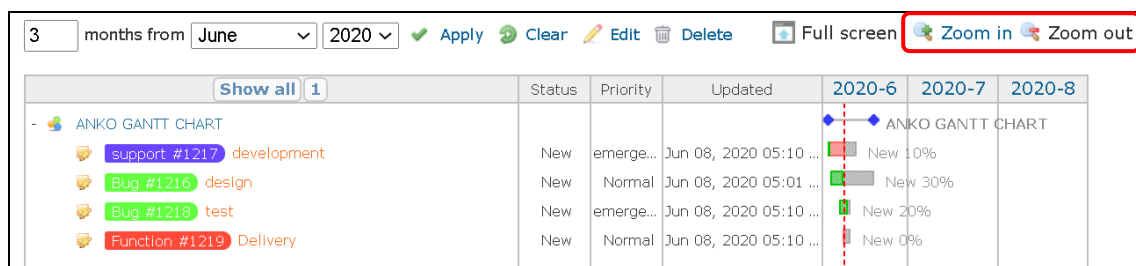 3 months from June 2020 Apply Clear Edit Delete Full screen Zoom in Zoom out
Show all 1 Status Priority Updated 2020-6 2020-7 2020-8
- ANKO GANTT CHART ANKO GANTT CHART
support #1217 development New emerge... Jun 08, 2020 05:10 ... New 10%
Bug #1216 design New Normal Jun 08, 2020 05:01 ... New 30%
Bug #1218 test New emerge... Jun 08, 2020 05:10 ... New 20%
Function #1219 Delivery New Normal Jun 08, 2020 05:10 ... New 0%